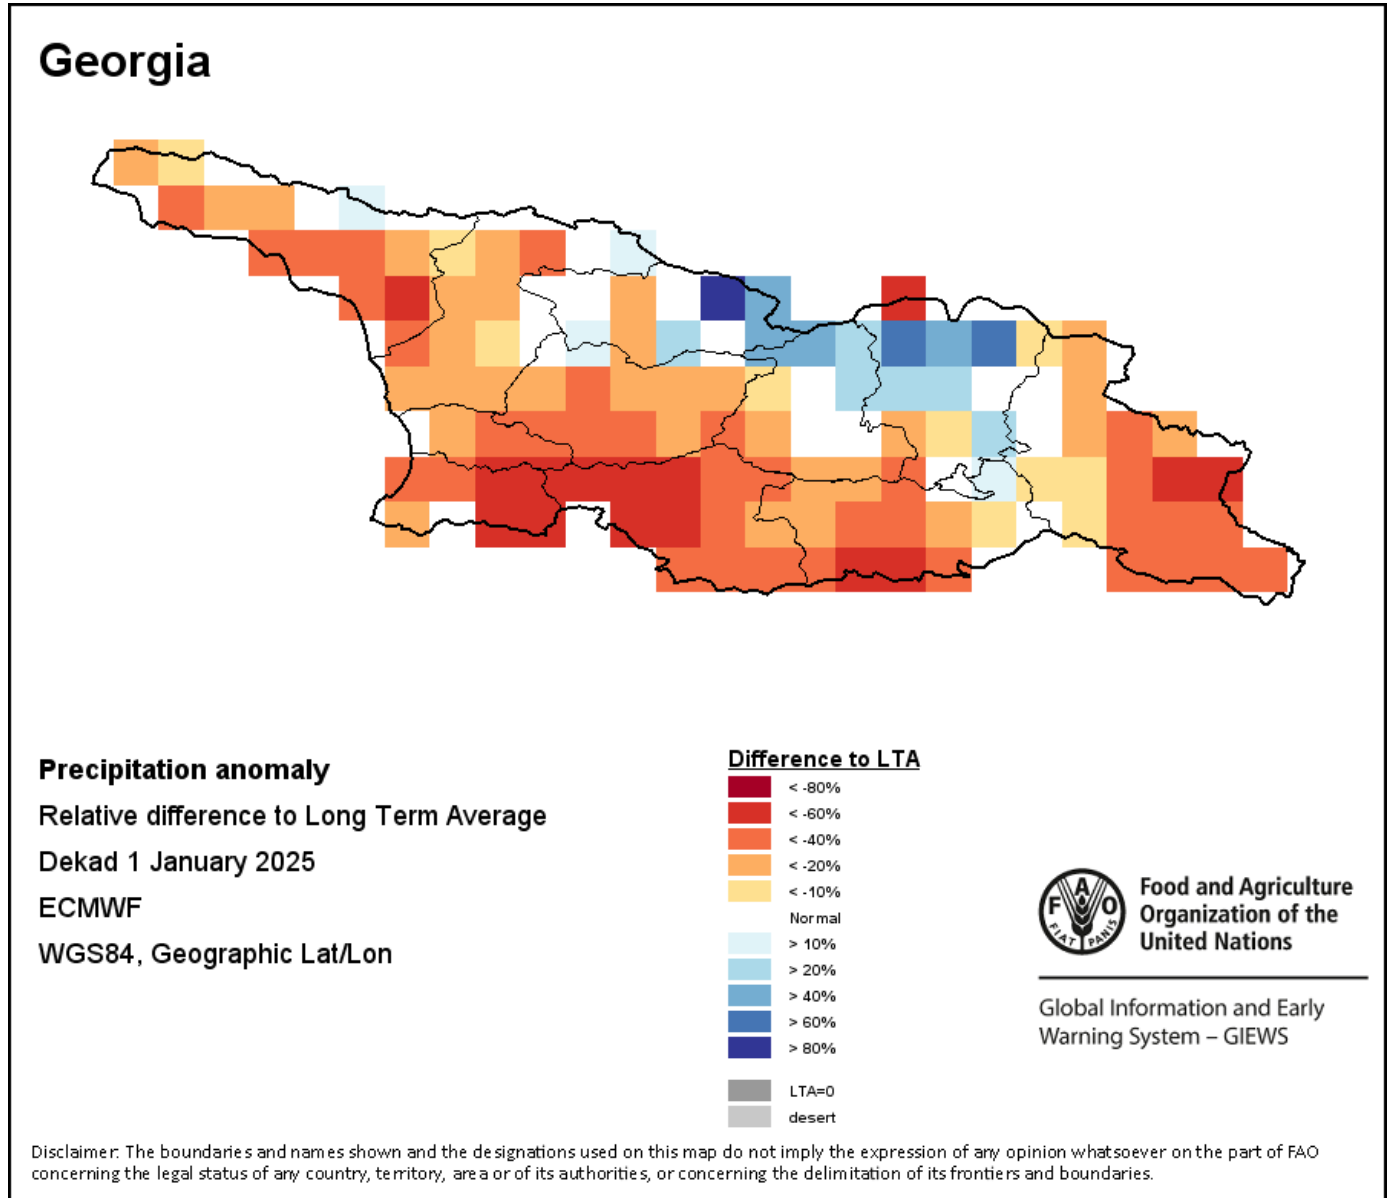 Georgia
Precipitation anomaly
Relative difference to Long Term Average
Dekad 1 January 2025
ECMWF
WGS84, Geographic Lat/Lon
Difference to LTA
< -80%
< -60%
< -40%
< -20%
< -10%
Normal
> 10%
> 20%
> 40%
> 60%
> 80%
LTA=0
desert
F A O
FIAT PANIS
Food and Agriculture
Organization of the
United Nations
Global Information and Early
Warning System – GIEWS
Disclaimer: The boundaries and names shown and the designations used on this map do not imply the expression of any opinion whatsoever on the part of FAO
concerning the legal status of any country, territory, area or of its authorities, or concerning the delimitation of its frontiers and boundaries.